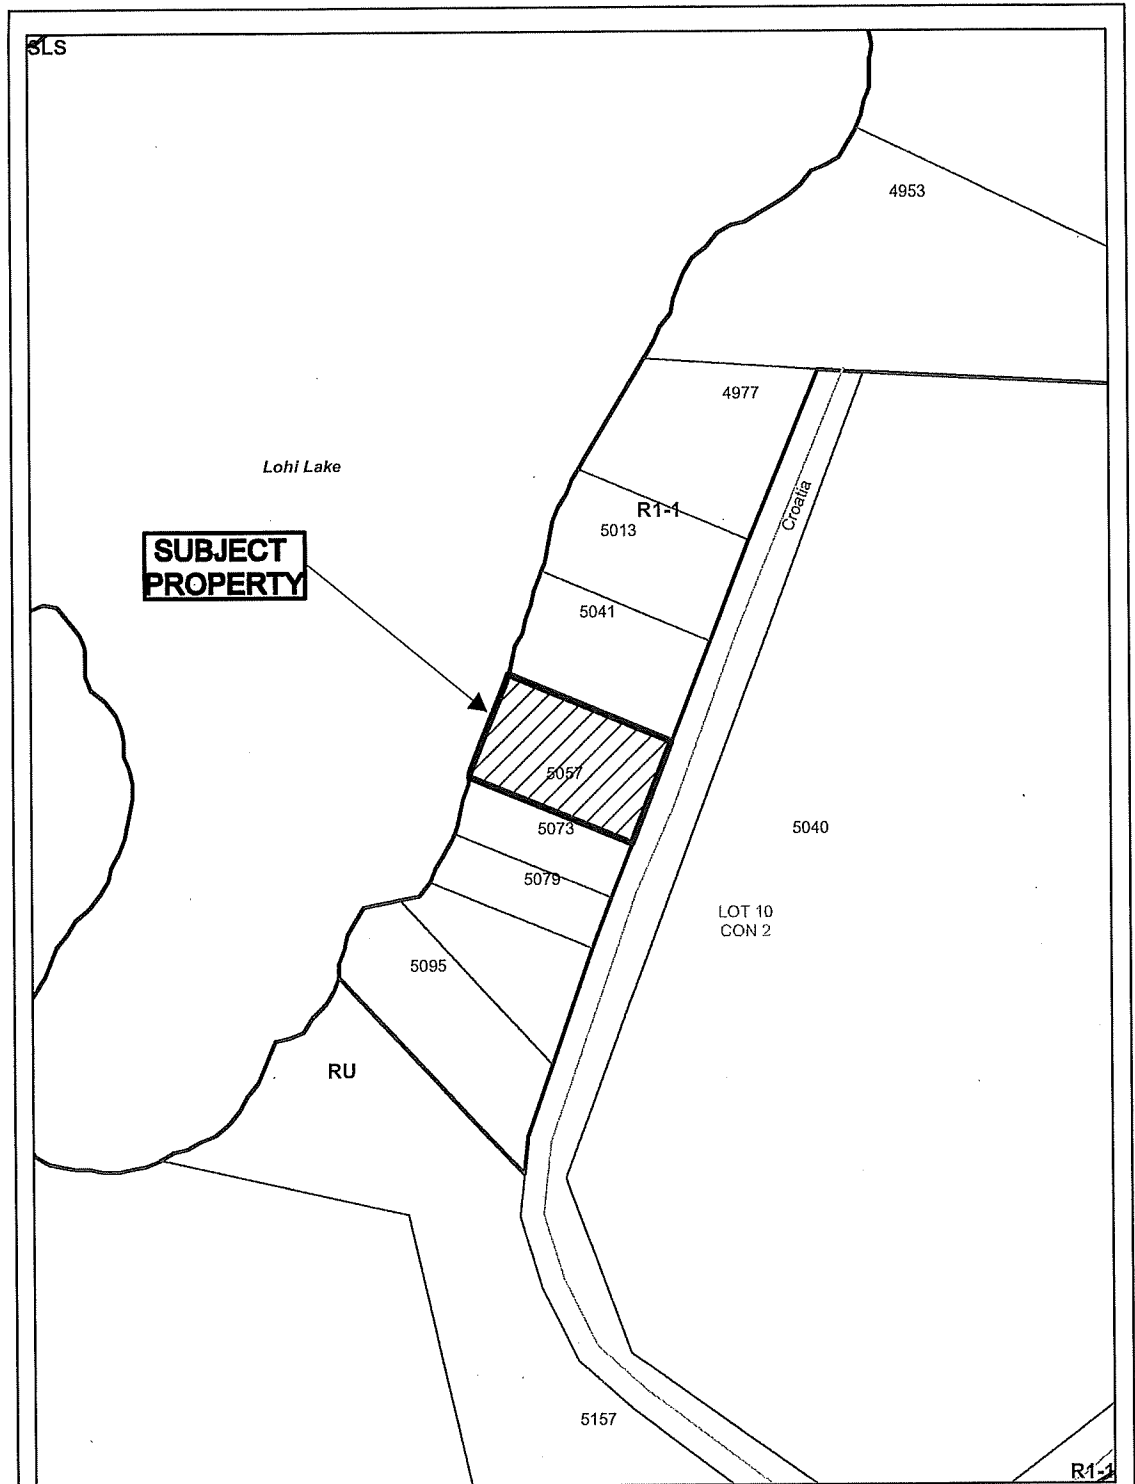 SLS
4953
4977
Lohi Lake
Croatia
R1-1
5013
SUBJECT
PROPERTY
5041
5057
5073
5040
5079
LOT 10
CON 2
5095
RU
5157
R1-1